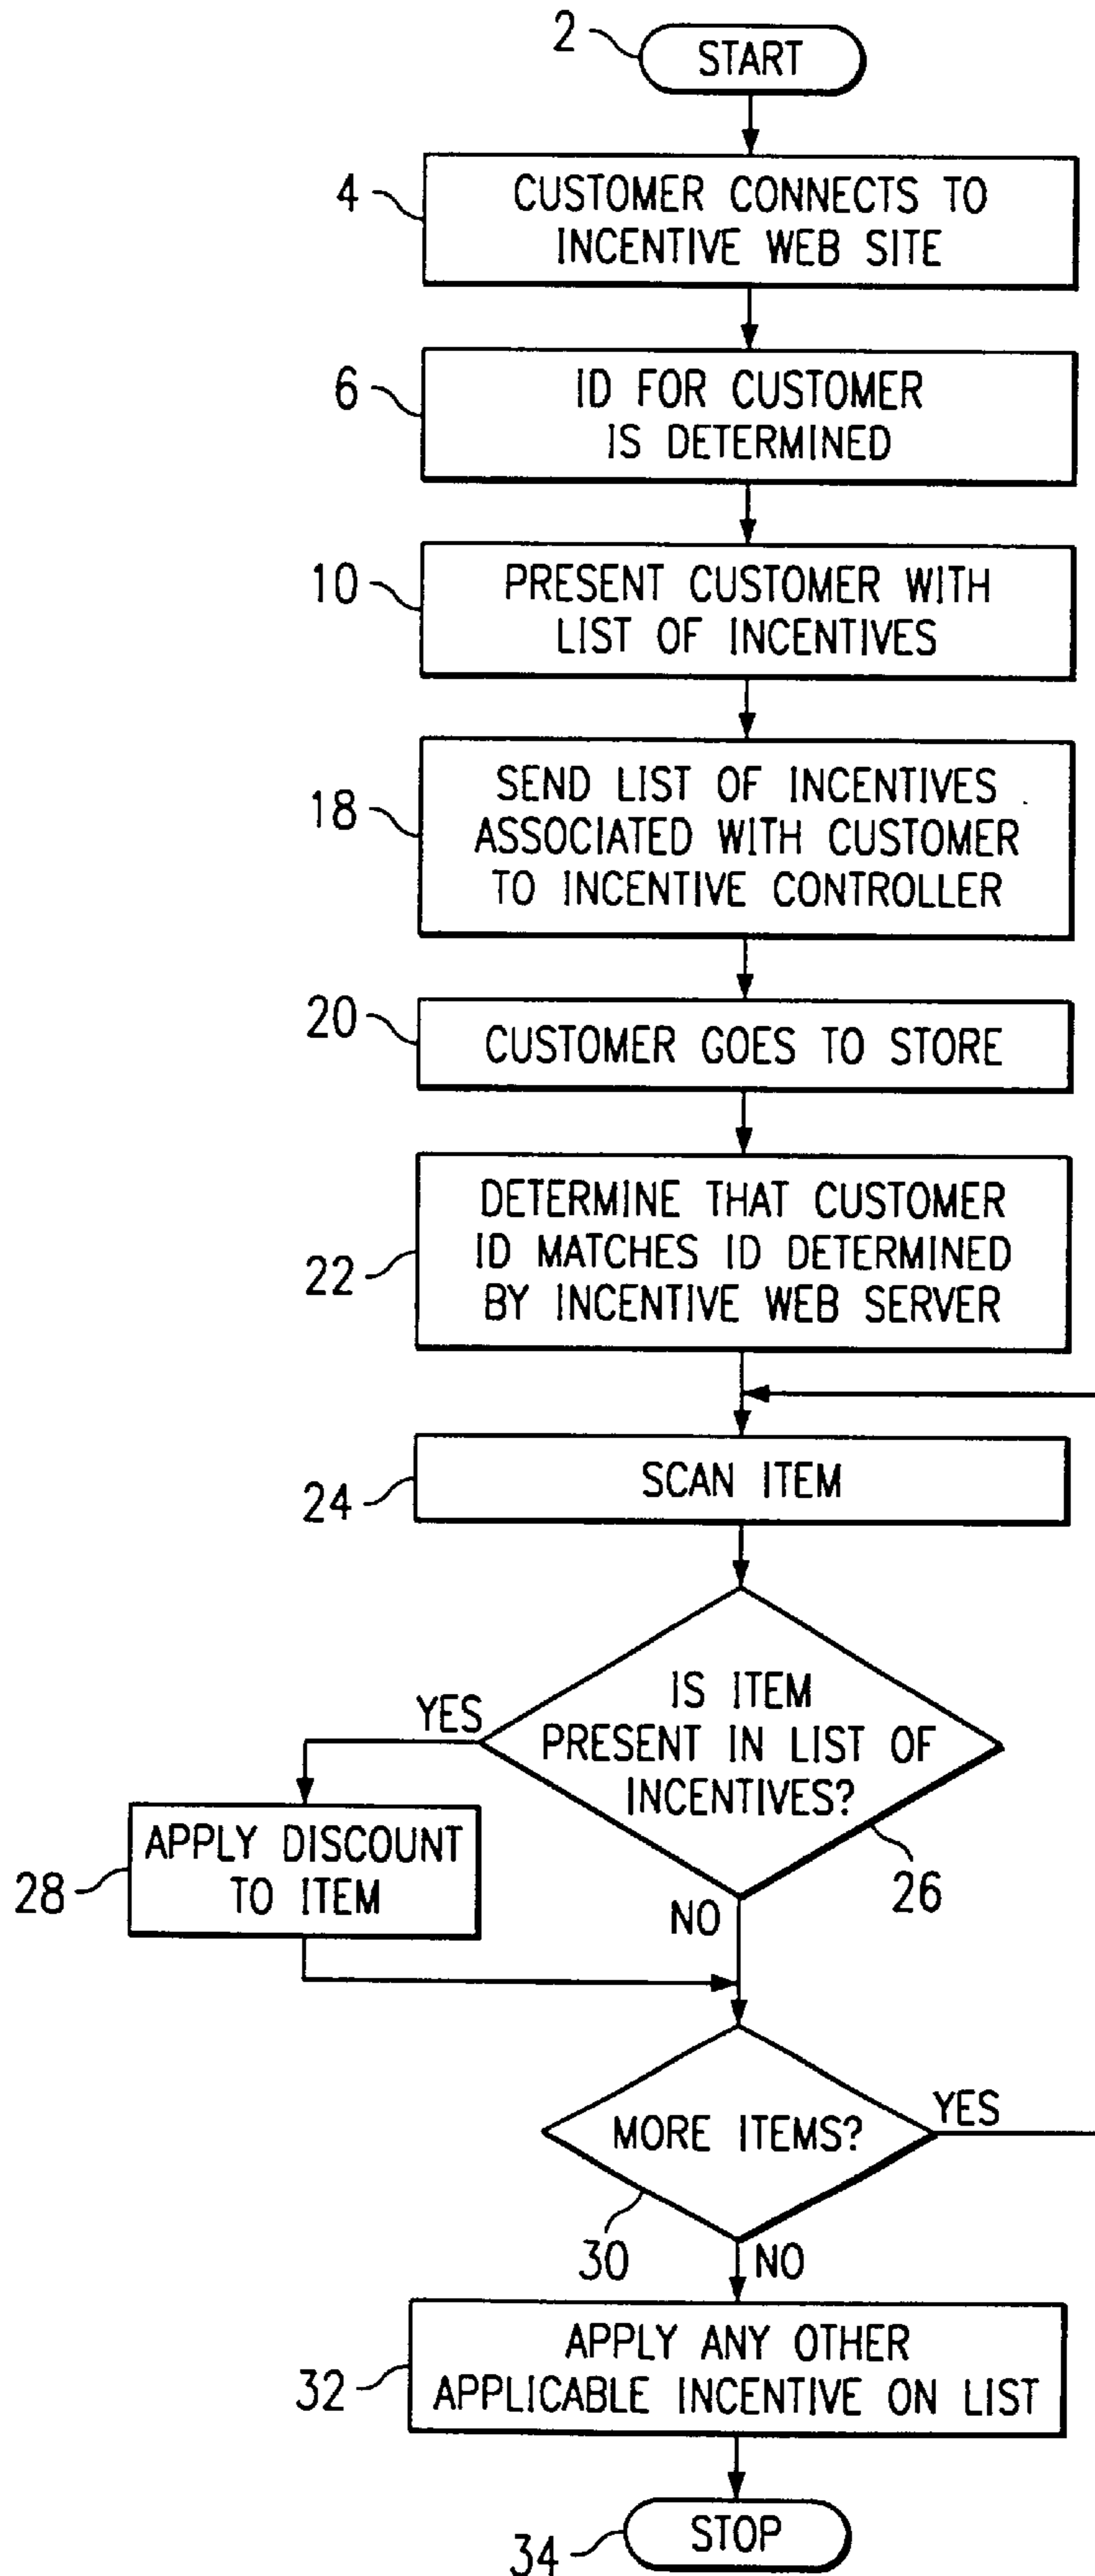 2
START
4
CUSTOMER CONNECTS TO
INCENTIVE WEB SITE
6
ID FOR CUSTOMER
IS DETERMINED
10
PRESENT CUSTOMER WITH
LIST OF INCENTIVES
18
SEND LIST OF INCENTIVES
ASSOCIATED WITH CUSTOMER
TO INCENTIVE CONTROLLER
20
CUSTOMER GOES TO STORE
22
DETERMINE THAT CUSTOMER
ID MATCHES ID DETERMINED
BY INCENTIVE WEB SERVER
24
SCAN ITEM
IS ITEM
PRESENT IN LIST OF
INCENTIVES?
YES
26
NO
28
APPLY DISCOUNT
TO ITEM
MORE ITEMS?
YES
30
NO
32
APPLY ANY OTHER
APPLICABLE INCENTIVE ON LIST
34
STOP